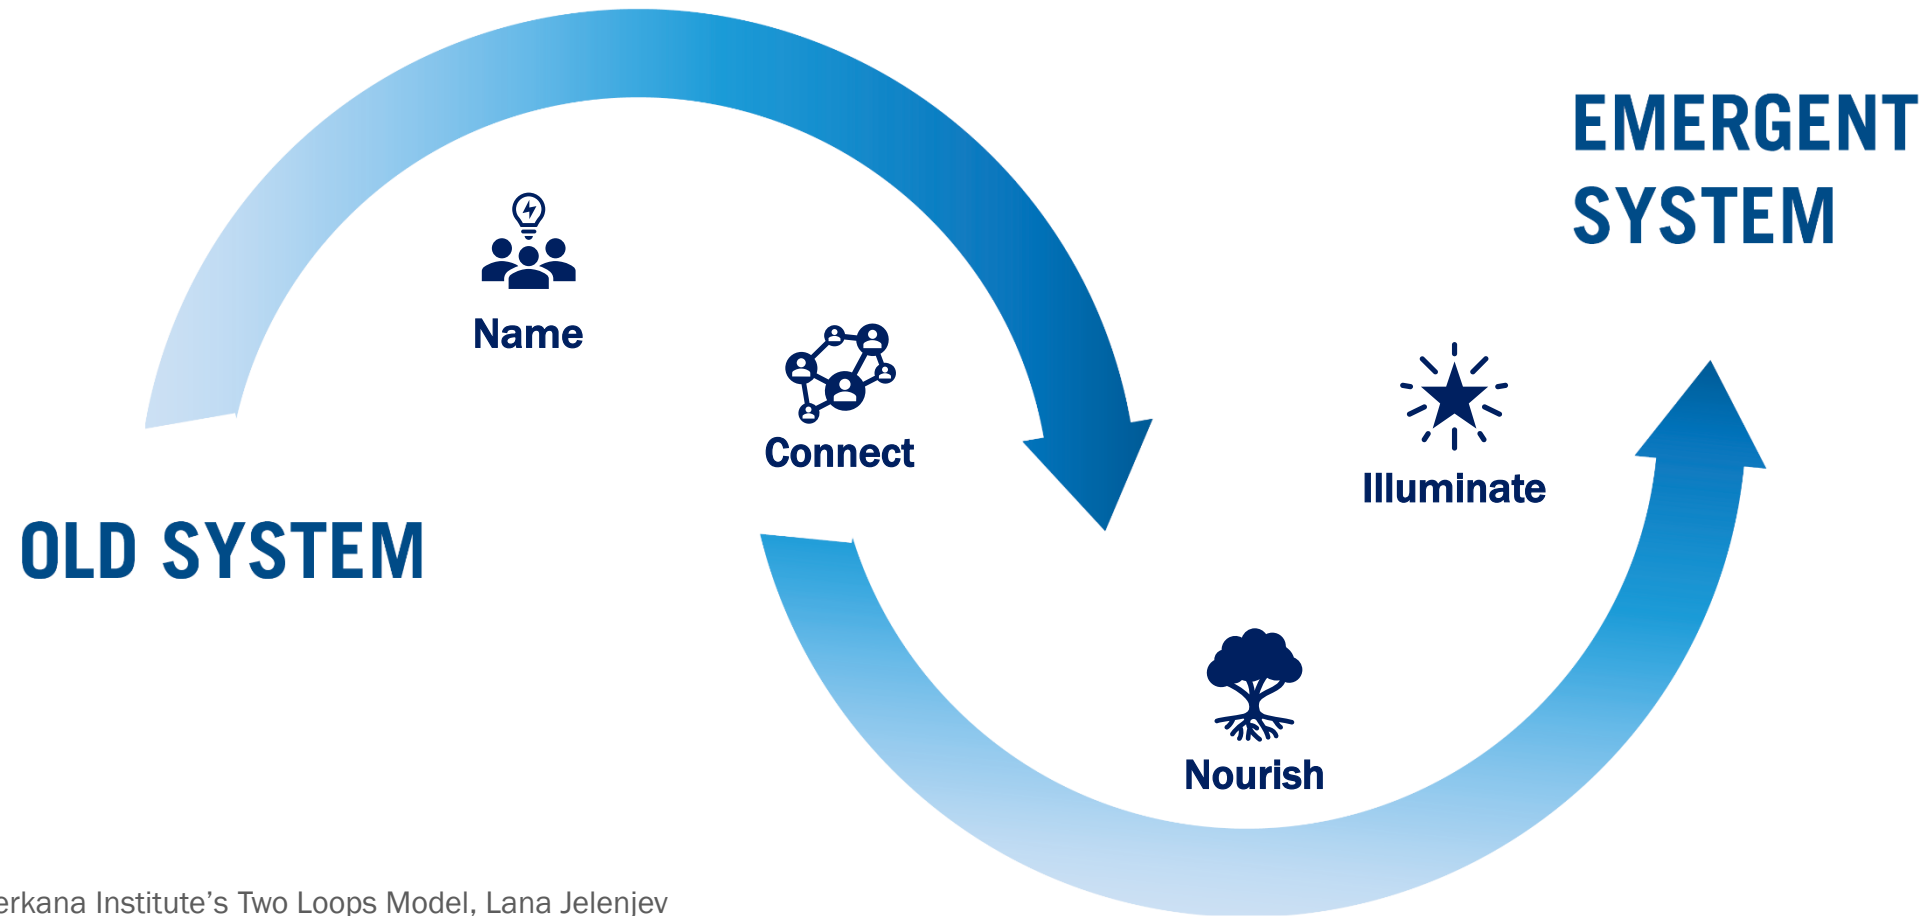 EMERGENT
SYSTEM
Name
Connect
Illuminate
OLD SYSTEM
Nourish
erkana Institute's Two Loops Model, Lana Jelenjev